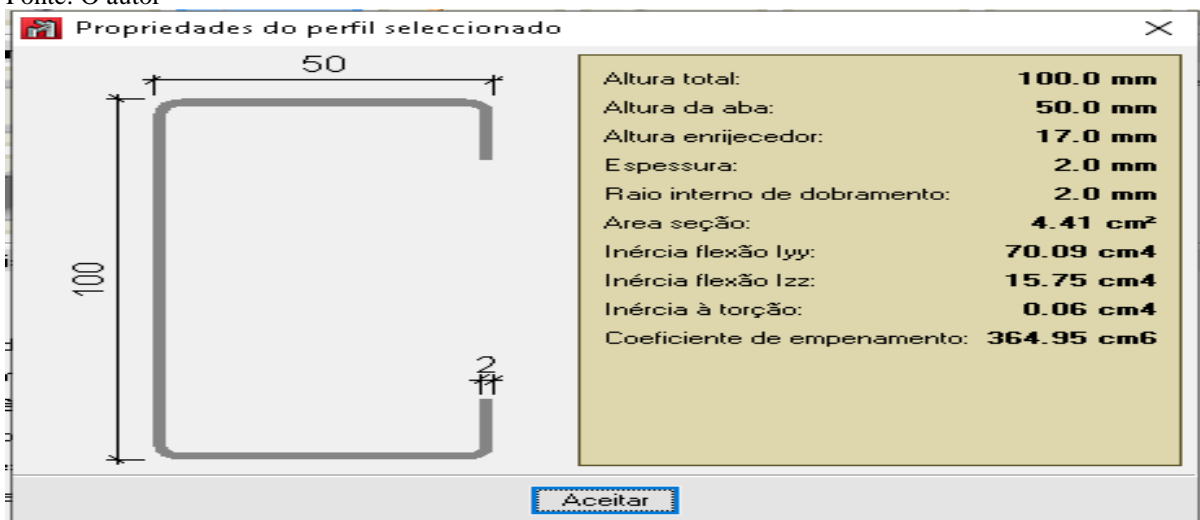 Fonte: O autor
Propriedades do perfil seleccionado
50
100
2
Altura total: 100.0 mm
Altura da aba: 50.0 mm
Altura enrijecedor: 17.0 mm
Espessura: 2.0 mm
Raio interno de dobramento: 2.0 mm
Area seção: 4.41 cm²
Inércia flexão Iyy: 70.09 cm4
Inércia flexão Izz: 15.75 cm4
Inércia à torção: 0.06 cm4
Coeficiente de empenamento: 364.95 cm6
Aceitar